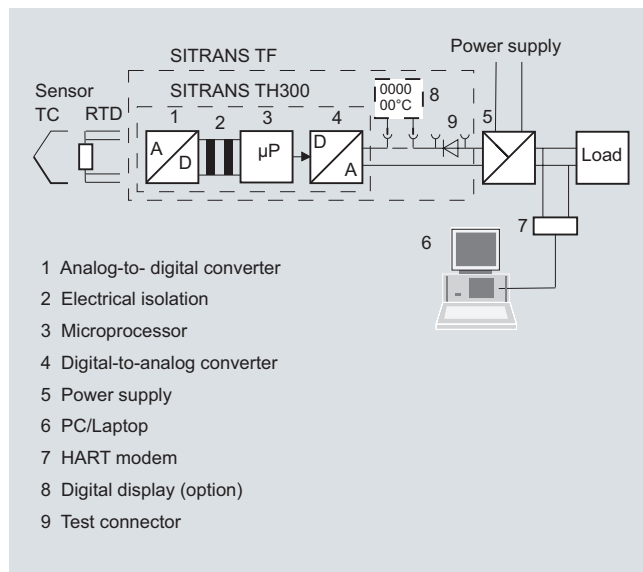 Power supply
SITRANS TF
Sensor
SITRANS TH300
TC
RTD
1
2
3
4
0000
00°C
8
9
5
A
D
µP
D
A
Load
7
6
1 Analog-to- digital converter
2 Electrical isolation
3 Microprocessor
4 Digital-to-analog converter
5 Power supply
6 PC/Laptop
7 HART modem
8 Digital display (option)
9 Test connector